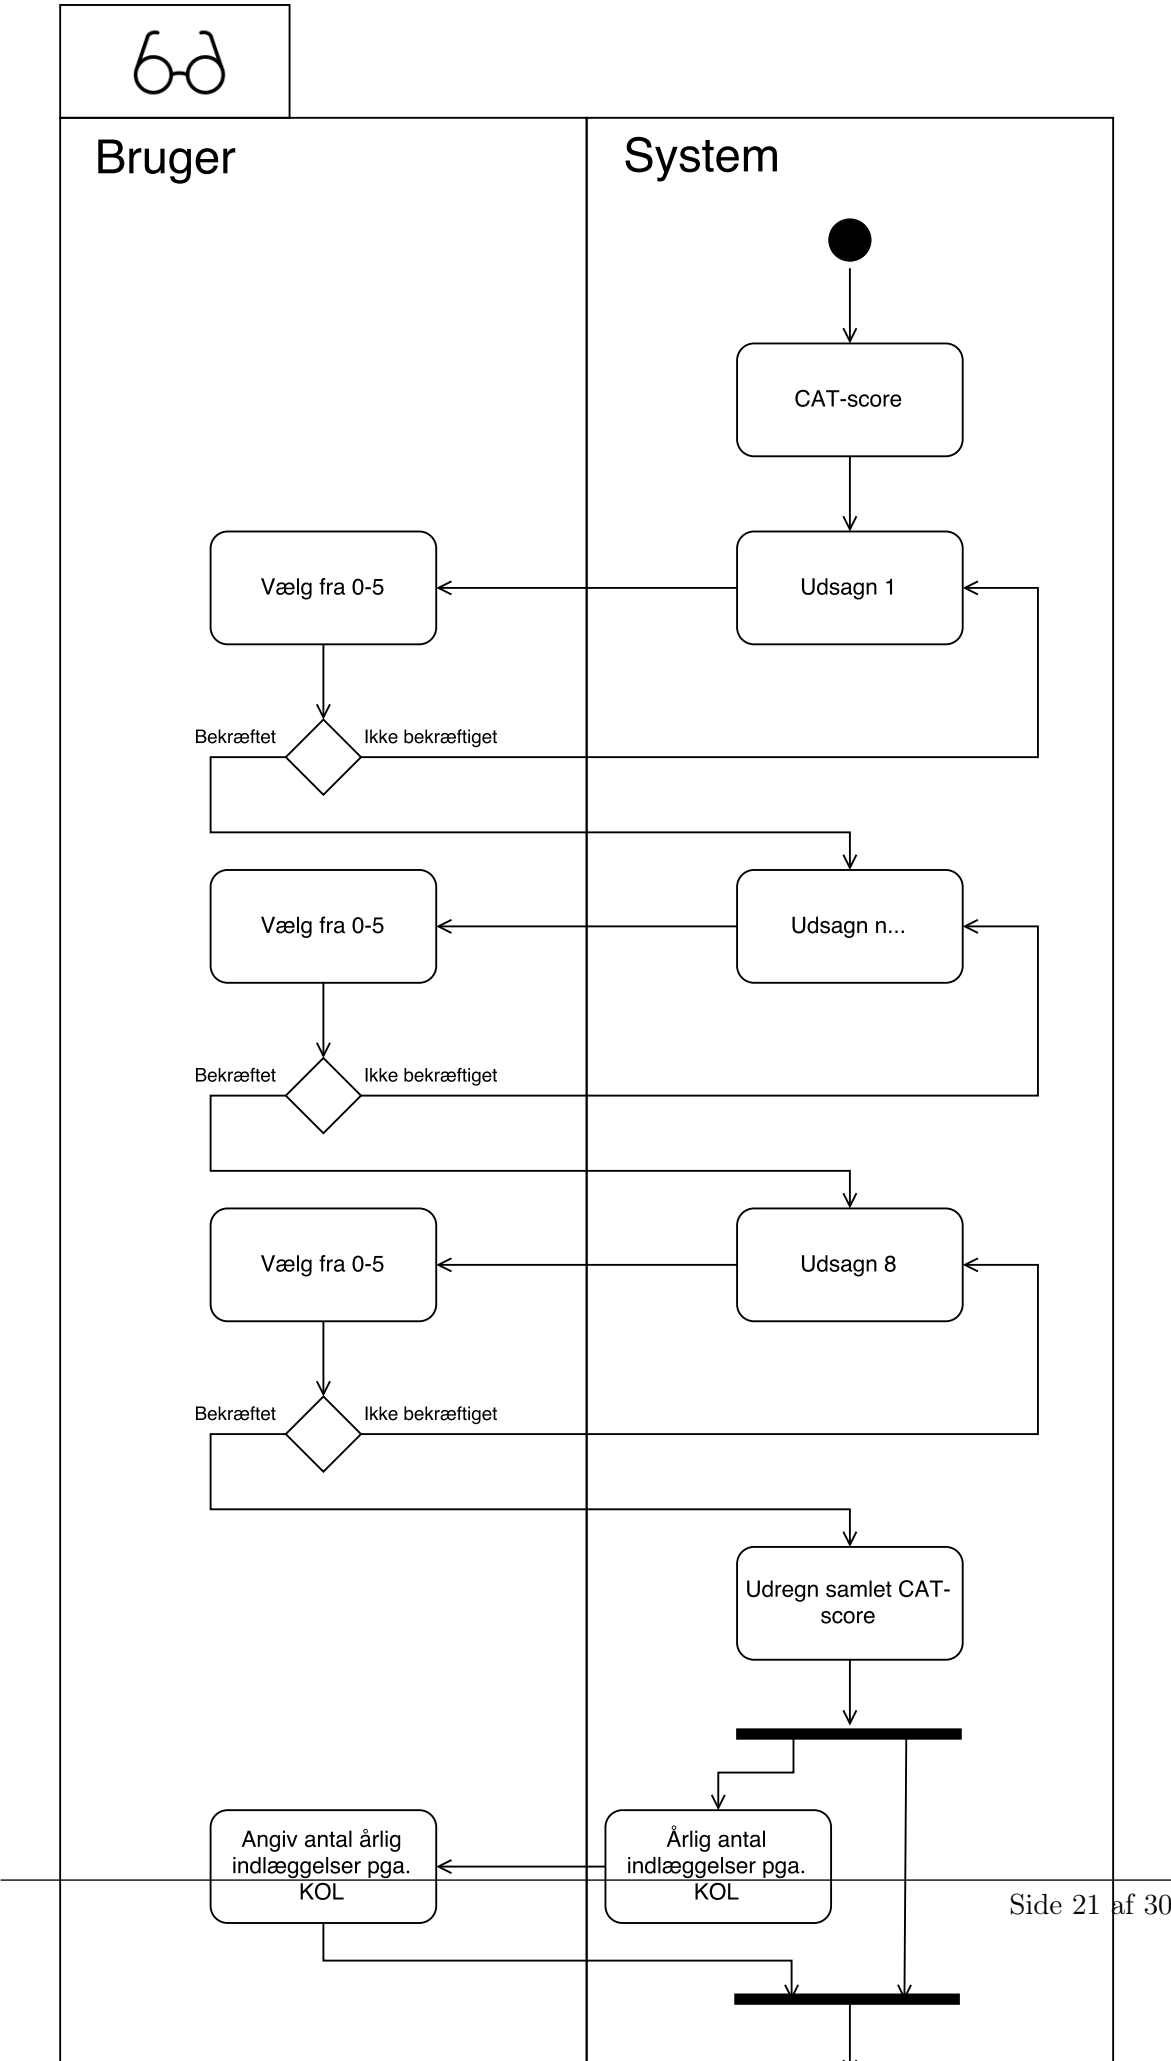 Bruger
System
CAT-score
Vælg fra 0-5
Udsagn 1
Bekræftet
Ikke bekræftiget
Vælg fra 0-5
Udsagn n...
Bekræftet
Ikke bekræftiget
Vælg fra 0-5
Udsagn 8
Bekræftet
Ikke bekræftiget
Udregn samlet CAT-
score
Angiv antal årlig
indlæggelser pga.
KOL
Årlig antal
indlæggelser pga.
KOL
Side 21 af 30